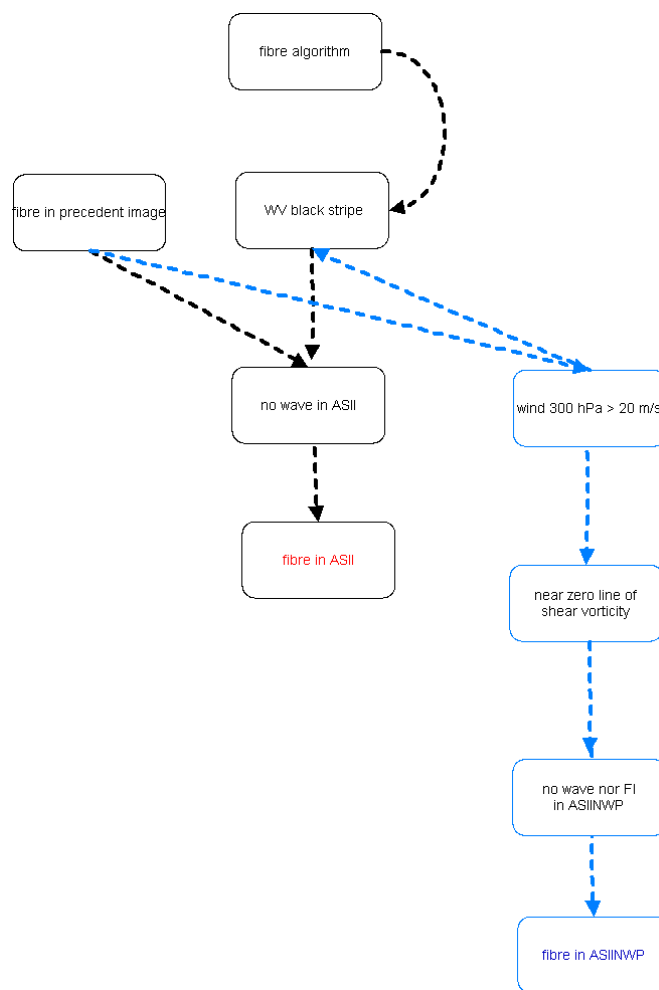 fibre algorithm
fibre in precedent image
WV black stripe
no wave in ASII
wind 300 hPa > 20 m/s
fibre in ASII
near zero line of
shear vorticity
no wave nor FI
in ASIINWP
fibre in ASIINWP